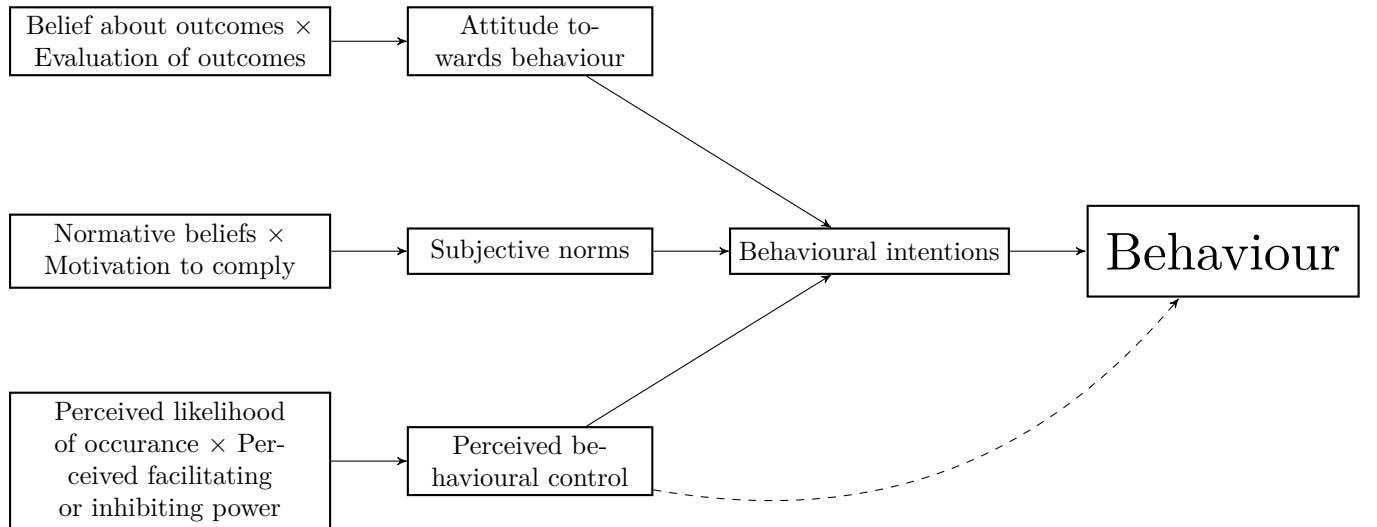 Belief about outcomes ×
Evaluation of outcomes
Attitude to-
wards behaviour
Normative beliefs ×
Motivation to comply
Subjective norms
Behavioural intentions
Behaviour
Perceived likelihood
of occurance × Per-
ceived facilitating
or inhibiting power
Perceived be-
havioural control